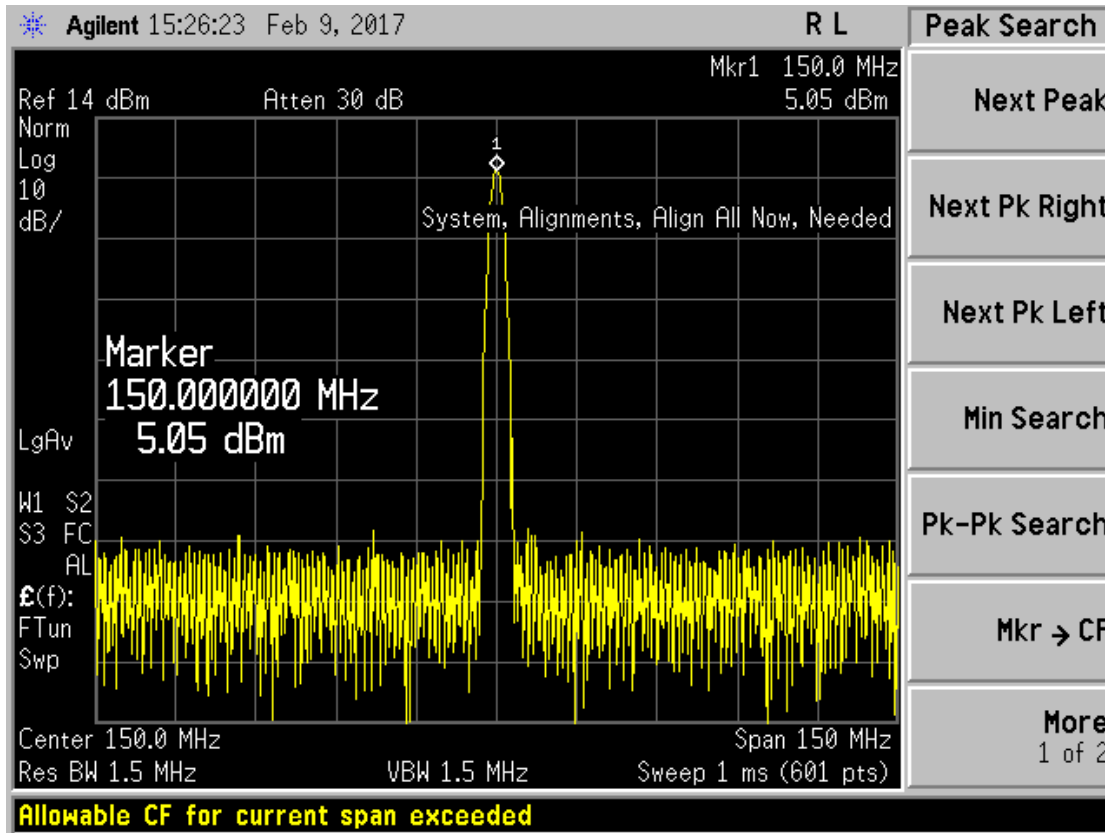 Agilent 15:26:23 Feb 9, 2017 R L Peak Search
Mkr1 150.0 MHz
Ref 14 dBm Atten 30 dB 5.05 dBm
Norm
Log
10
dB/
1
System, Alignments, Align All Now, Needed
Marker
150.000000 MHz
5.05 dBm
LgAv
W1 S2
S3 FC
AL
£(f):
FTun
Swp
Center 150.0 MHz Span 150 MHz
Res BW 1.5 MHz VBW 1.5 MHz Sweep 1 ms (601 pts)
Allowable CF for current span exceeded
Next Peak
Next Pk Right
Next Pk Left
Min Search
Pk-Pk Search
Mkr → CF
More
1 of 2